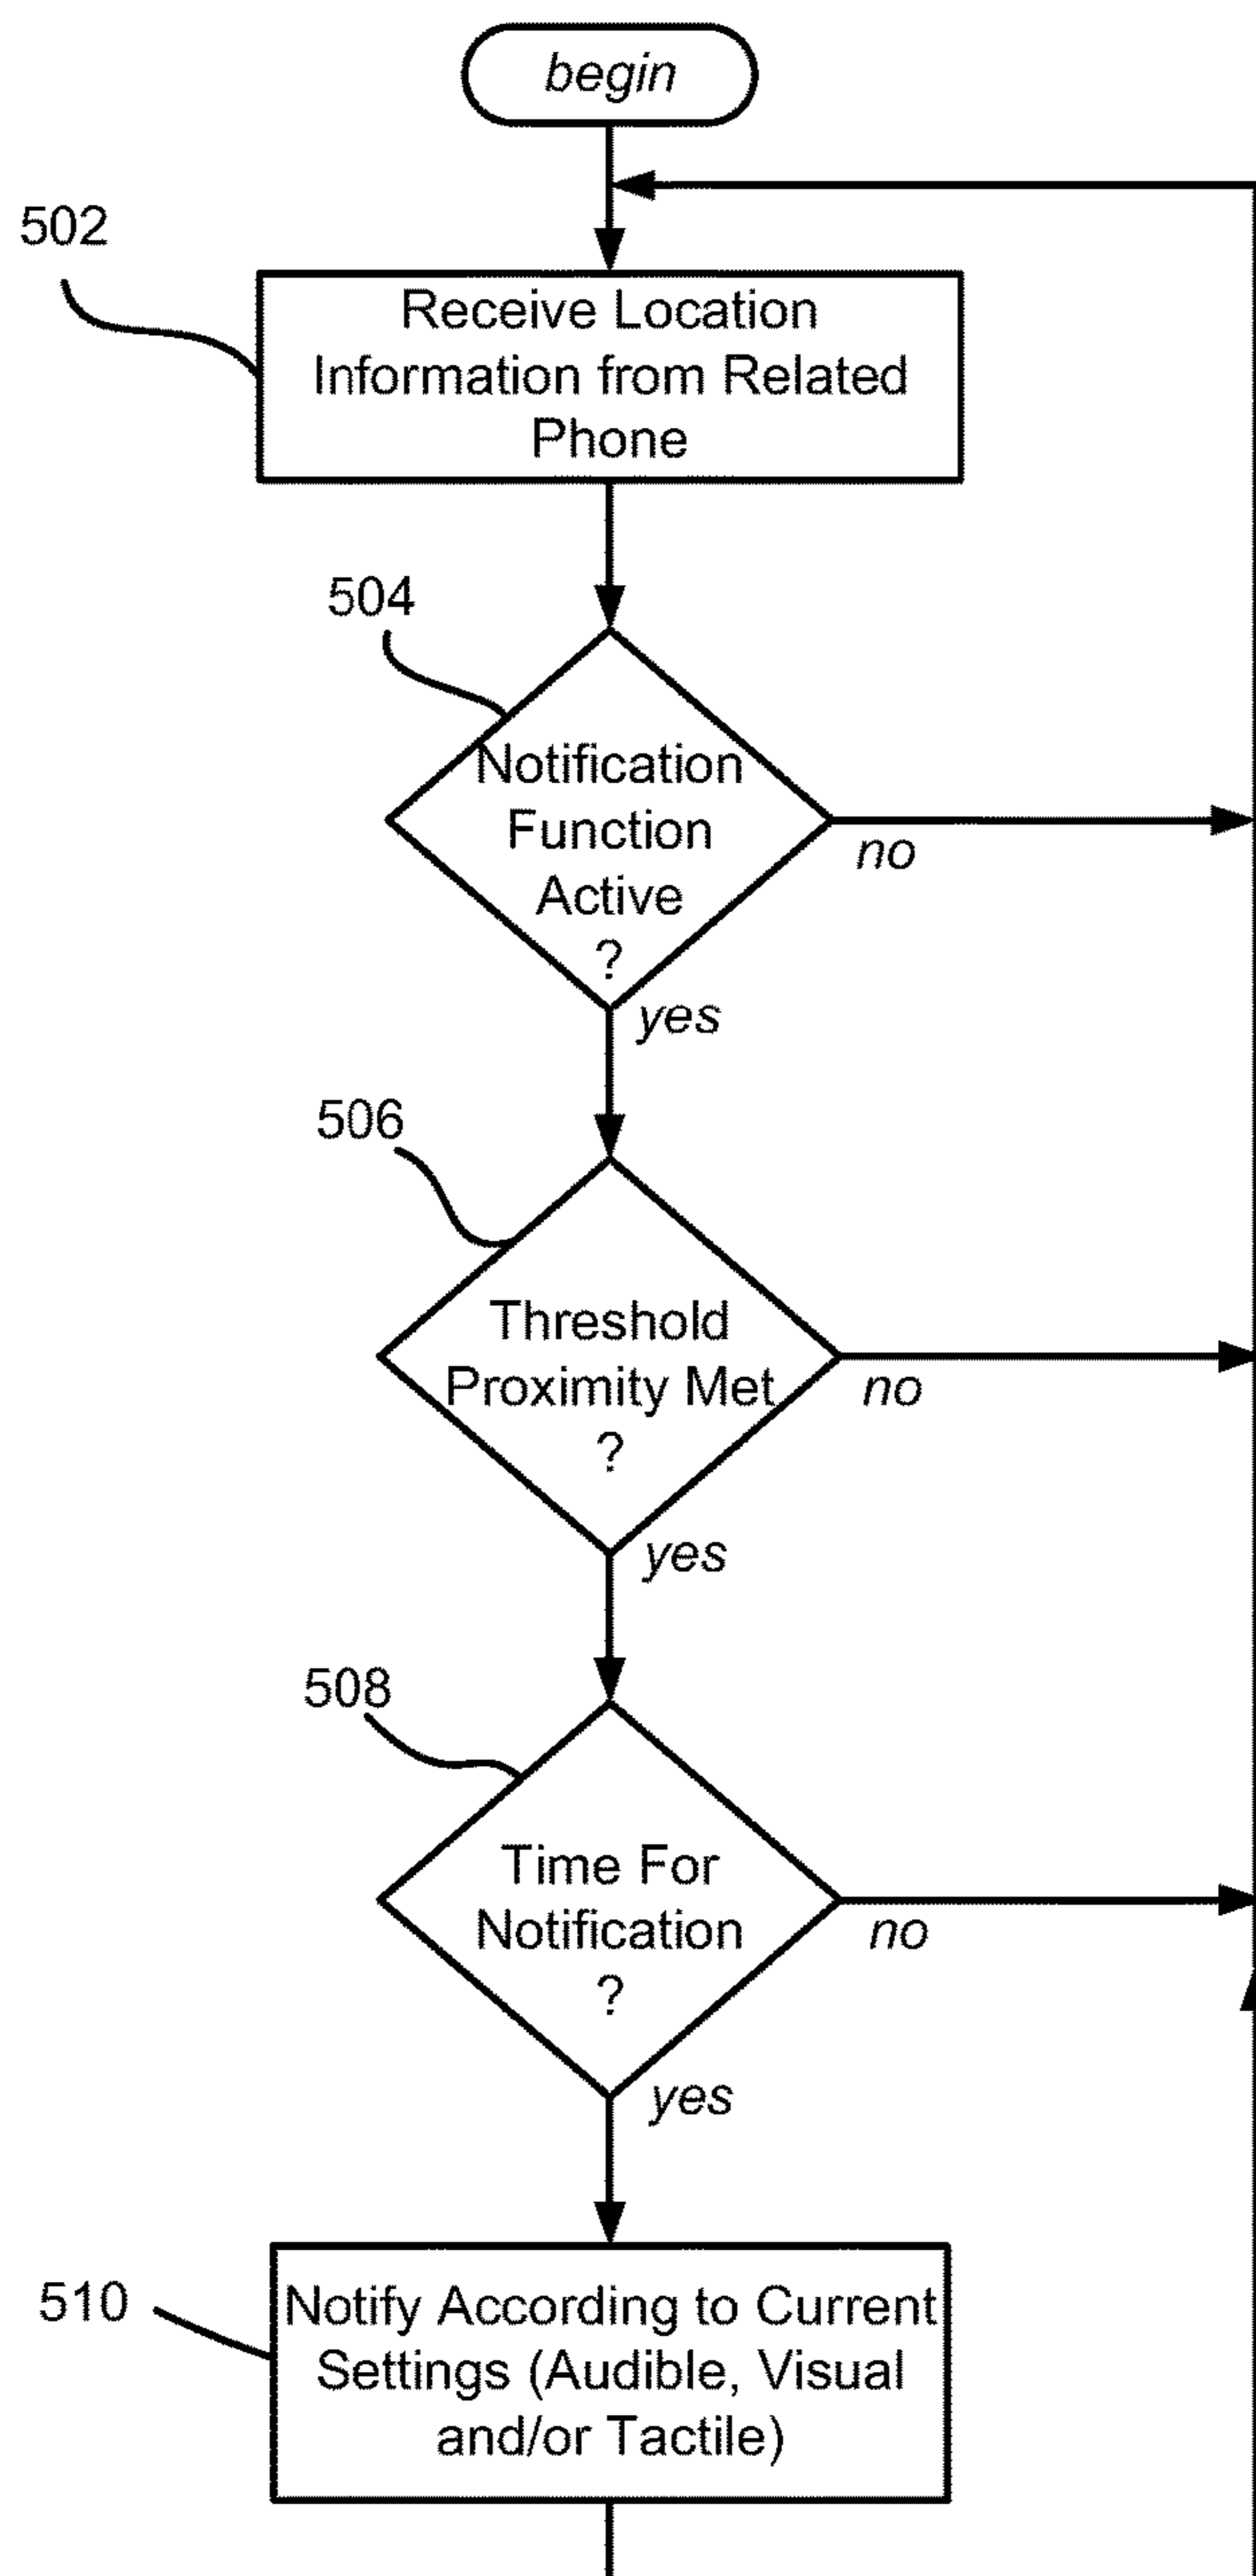 begin
502
Receive Location
Information from Related
Phone
504
Notification
Function
Active
?
no
yes
506
Threshold
Proximity Met
?
no
yes
508
Time For
Notification
?
no
yes
510
Notify According to Current
Settings (Audible, Visual
and/or Tactile)